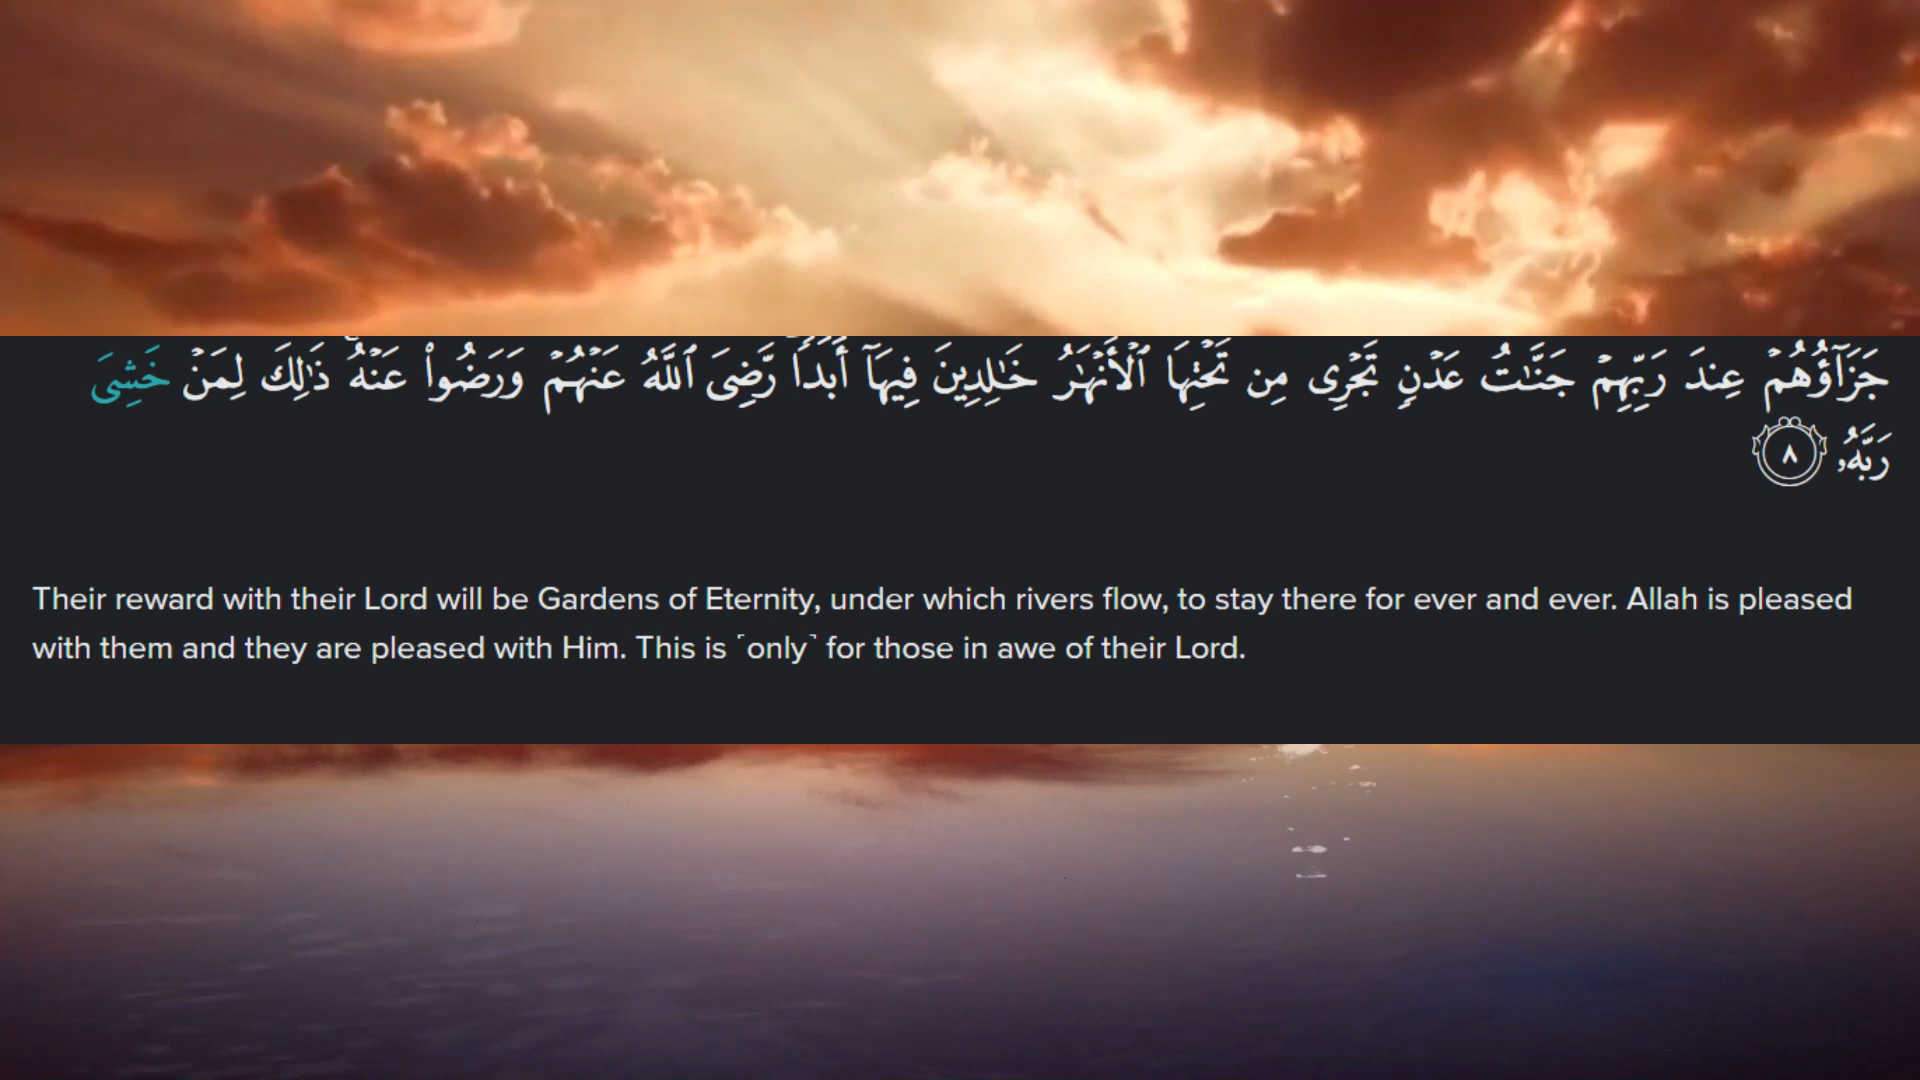 جَزَآؤُهُمْ عِندَ رَبِّهِمْ جَنَّـٰتُ عَدْنٍ تَجْرِى مِن تَحْتِهَا ٱلْأَنْهَـٰرُ خَـٰلِدِينَ فِيهَآ أَبَدًا ۖ رَّضِىَ ٱللَّهُ عَنْهُمْ وَرَضُوا۟ عَنْهُ ۚ ذَٰلِكَ لِمَنْ خَشِىَ
رَبَّهُۥ ٨
Their reward with their Lord will be Gardens of Eternity, under which rivers flow, to stay there for ever and ever. Allah is pleased
with them and they are pleased with Him. This is ˹only˺ for those in awe of their Lord.